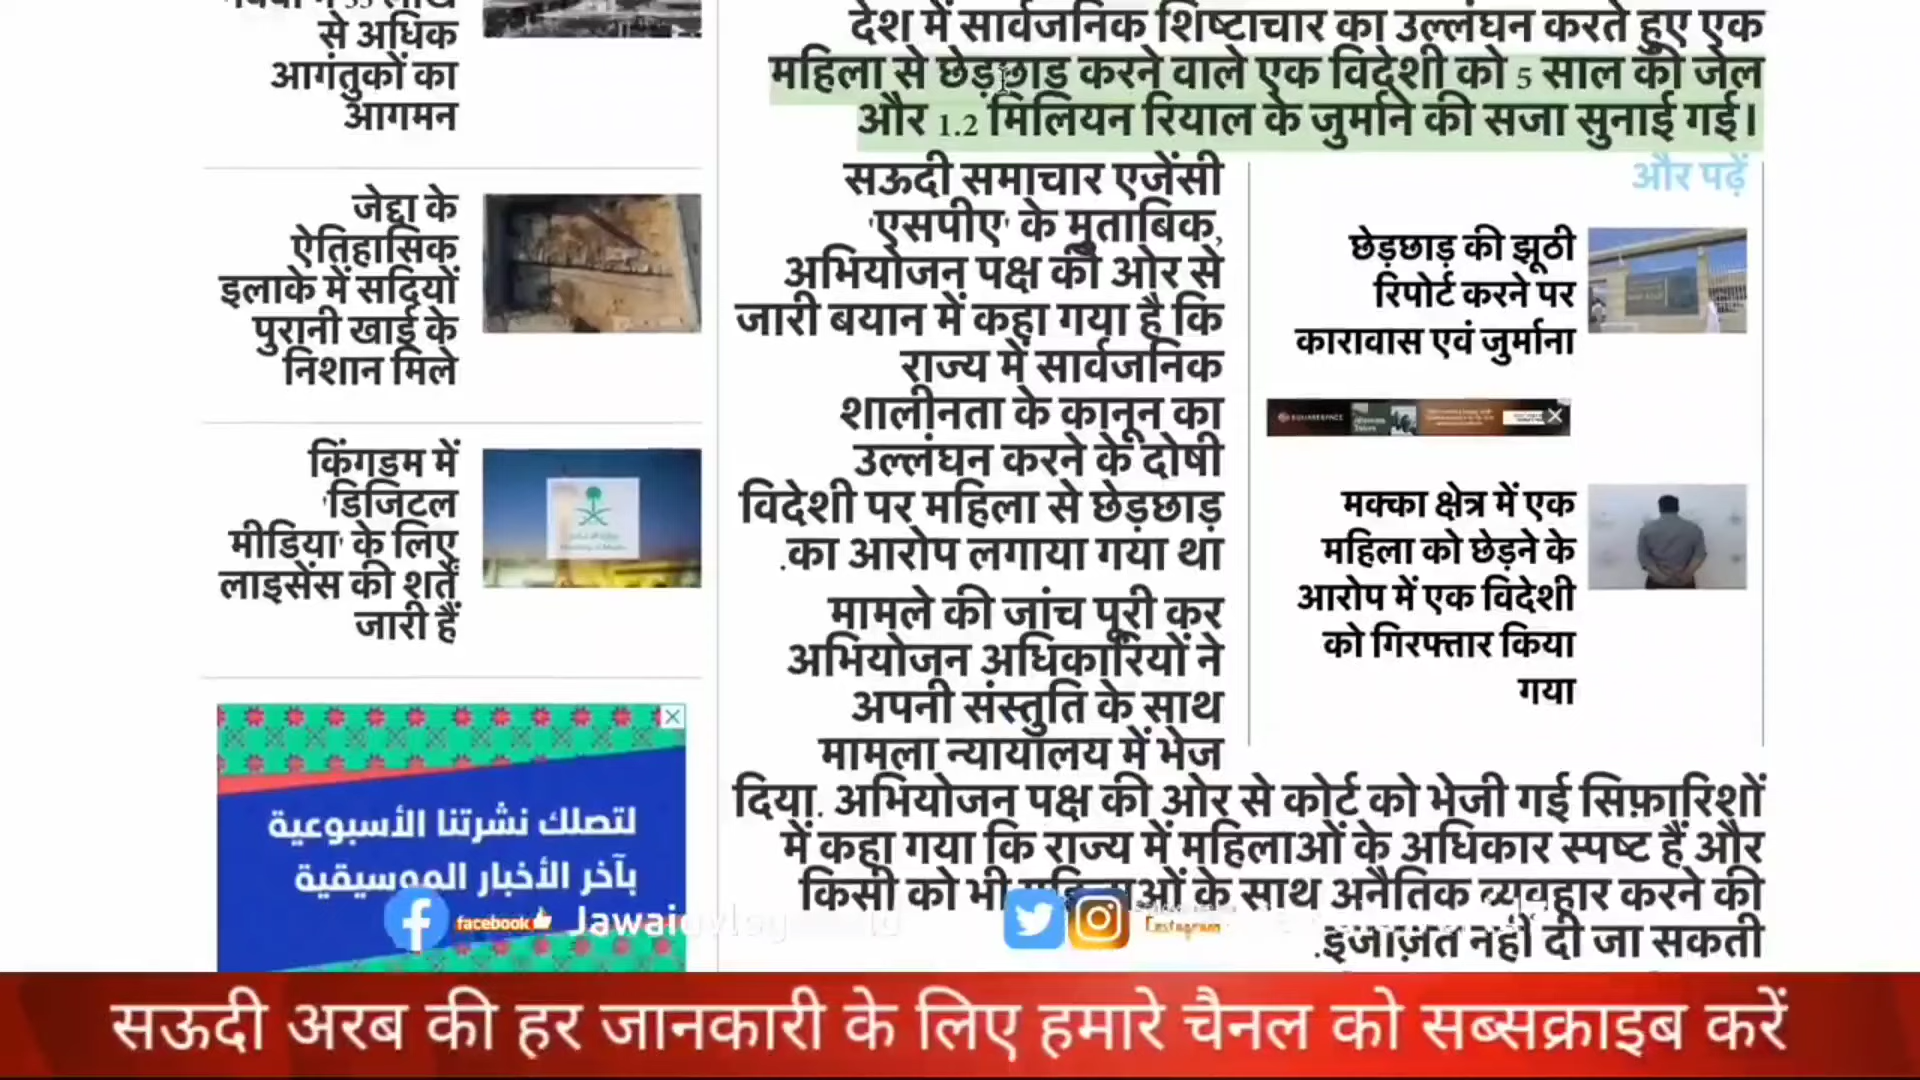 से अधिक
आगंतुकों का
आगमन
जेद्दा के
ऐतिहासिक
इलाके में सदियों
पुरानी खाई के
निशान मिले
किंगडम में
'डिजिटल
मीडिया' के लिए
लाइसेंस की शर्तें
जारी हैं
لتصلك نشرتنا الأسبوعية
بآخر الأخبار الموسيقية
देश में सार्वजनिक शिष्टाचार का उल्लंघन करते हुए एक
महिला से छेड़छाड़ करने वाले एक विदेशी को 5 साल की जेल
और 1.2 मिलियन रियाल के जुर्माने की सजा सुनाई गई।
सऊदी समाचार एजेंसी
'एसपीए' के मुताबिक,
अभियोजन पक्ष की ओर से
जारी बयान में कहा गया है कि
राज्य में सार्वजनिक
शालीनता के कानून का
उल्लंघन करने के दोषी
विदेशी पर महिला से छेड़छाड़
.का आरोप लगाया गया था
मामले की जांच पूरी कर
अभियोजन अधिकारियों ने
अपनी संस्तुति के साथ
मामला न्यायालय में भेज
दिया. अभियोजन पक्ष की ओर से कोर्ट को भेजी गई सिफ़ारिशों
में कहा गया कि राज्य में महिलाओं के अधिकार स्पष्ट हैं और
किसी को भी के साथ अनैतिक व्यवहार करने की
.इजाज़त नहीं दी जा सकती
और पढ़ें
छेड़छाड़ की झूठी
रिपोर्ट करने पर
कारावास एवं जुर्माना
SQUARESPACE
मक्का क्षेत्र में एक
महिला को छेड़ने के
आरोप में एक विदेशी
को गिरफ्तार किया
गया
facebook
Instagram
सऊदी अरब की हर जानकारी के लिए हमारे चैनल को सब्सक्राइब करें